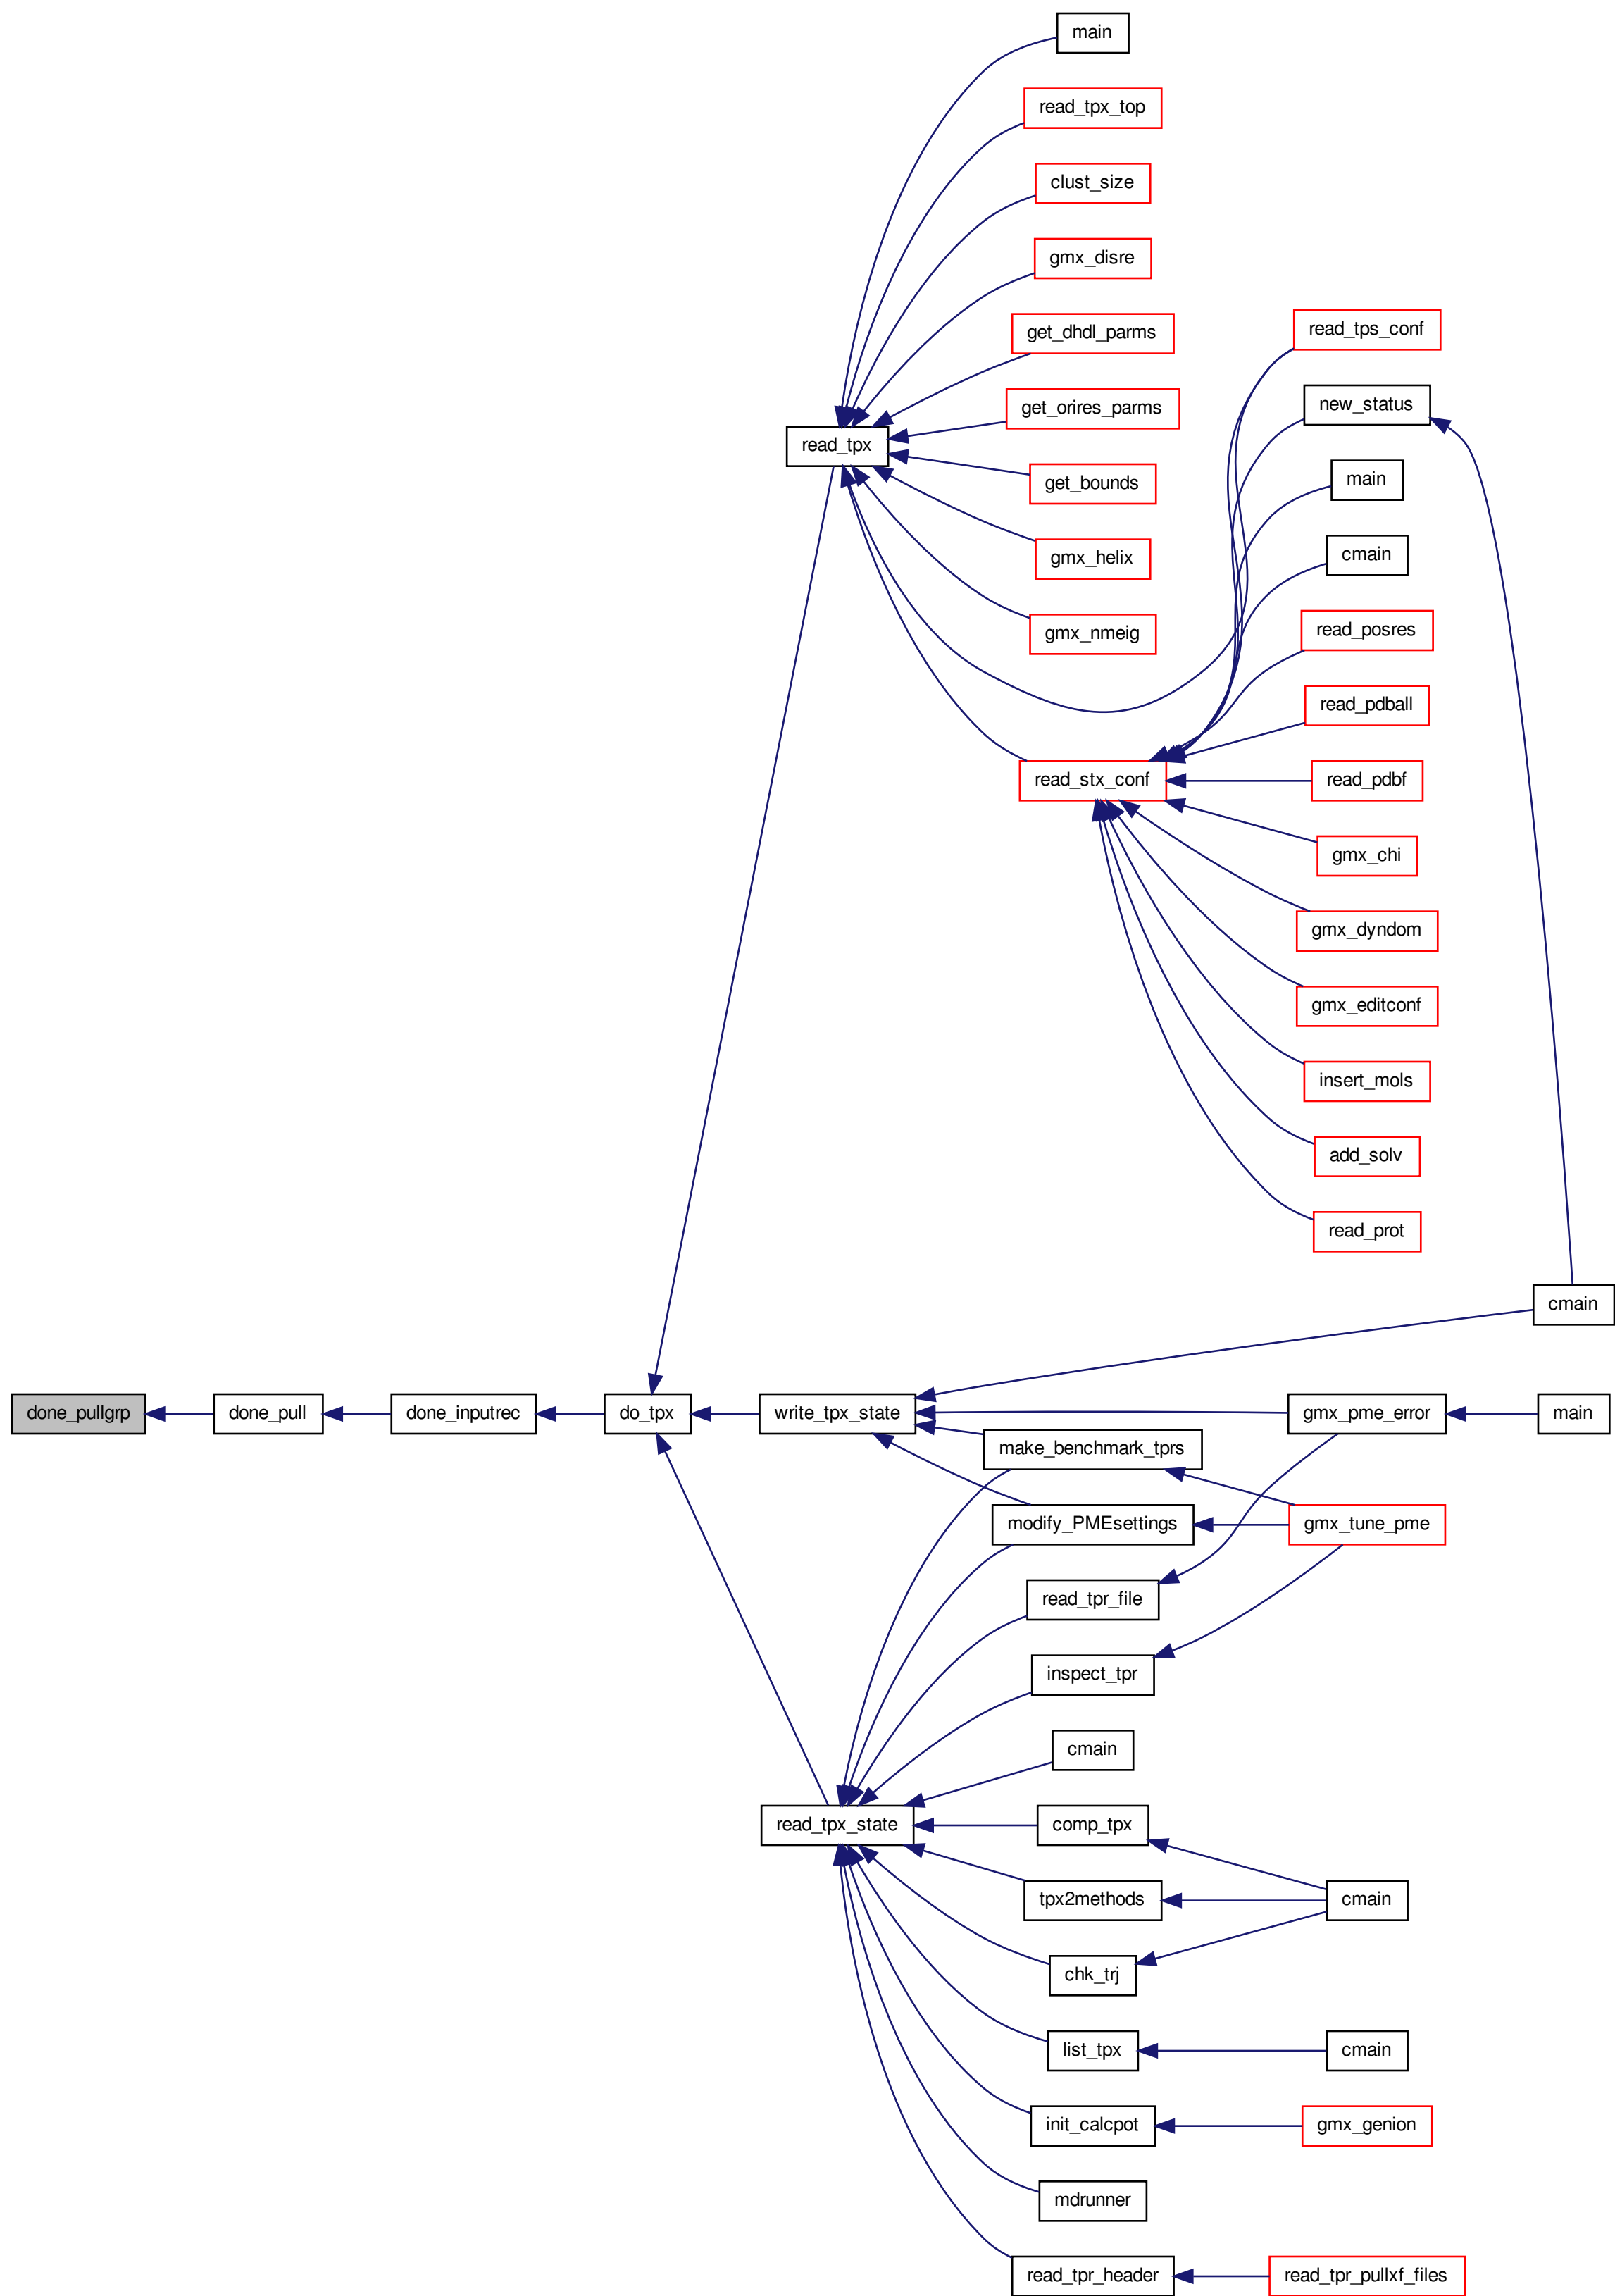 main
read_tpx_top
clust_size
gmx_disre
get_dhdl_parms
read_tps_conf
new_status
get_orires_parms
read_tpx
main
get_bounds
cmain
gmx_helix
read_posres
gmx_nmeig
read_pdball
read_stx_conf
read_pdbf
gmx_chi
gmx_dyndom
gmx_editconf
insert_mols
add_solv
read_prot
cmain
done_pullgrp
done_pull
done_inputrec
do_tpx
write_tpx_state
gmx_pme_error
main
make_benchmark_tprs
modify_PMEsettings
gmx_tune_pme
read_tpr_file
inspect_tpr
cmain
read_tpx_state
comp_tpx
tpx2methods
cmain
chk_trj
list_tpx
cmain
init_calcpot
gmx_genion
mdrunner
read_tpr_header
read_tpr_pullxf_files